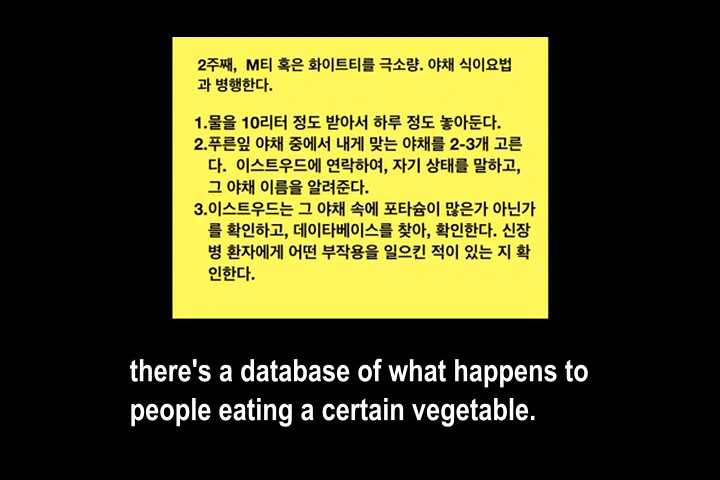 2주째, M티 혹은 화이트티를 극소량. 야채 식이요법
과 병행한다.
1.물을 10리터 정도 받아서 하루 정도 놓아둔다.
2.푸른잎 야채 중에서 내게 맞는 야채를 2-3개 고른
다. 이스트우드에 연락하여, 자기 상태를 말하고,
그 야채 이름을 알려준다.
3.이스트우드는 그 야채 속에 포타슘이 많은가 아닌가
를 확인하고, 데이타베이스를 찾아, 확인한다. 신장
병 환자에게 어떤 부작용을 일으킨 적이 있는 지 확
인한다.
there's a database of what happens to
people eating a certain vegetable.